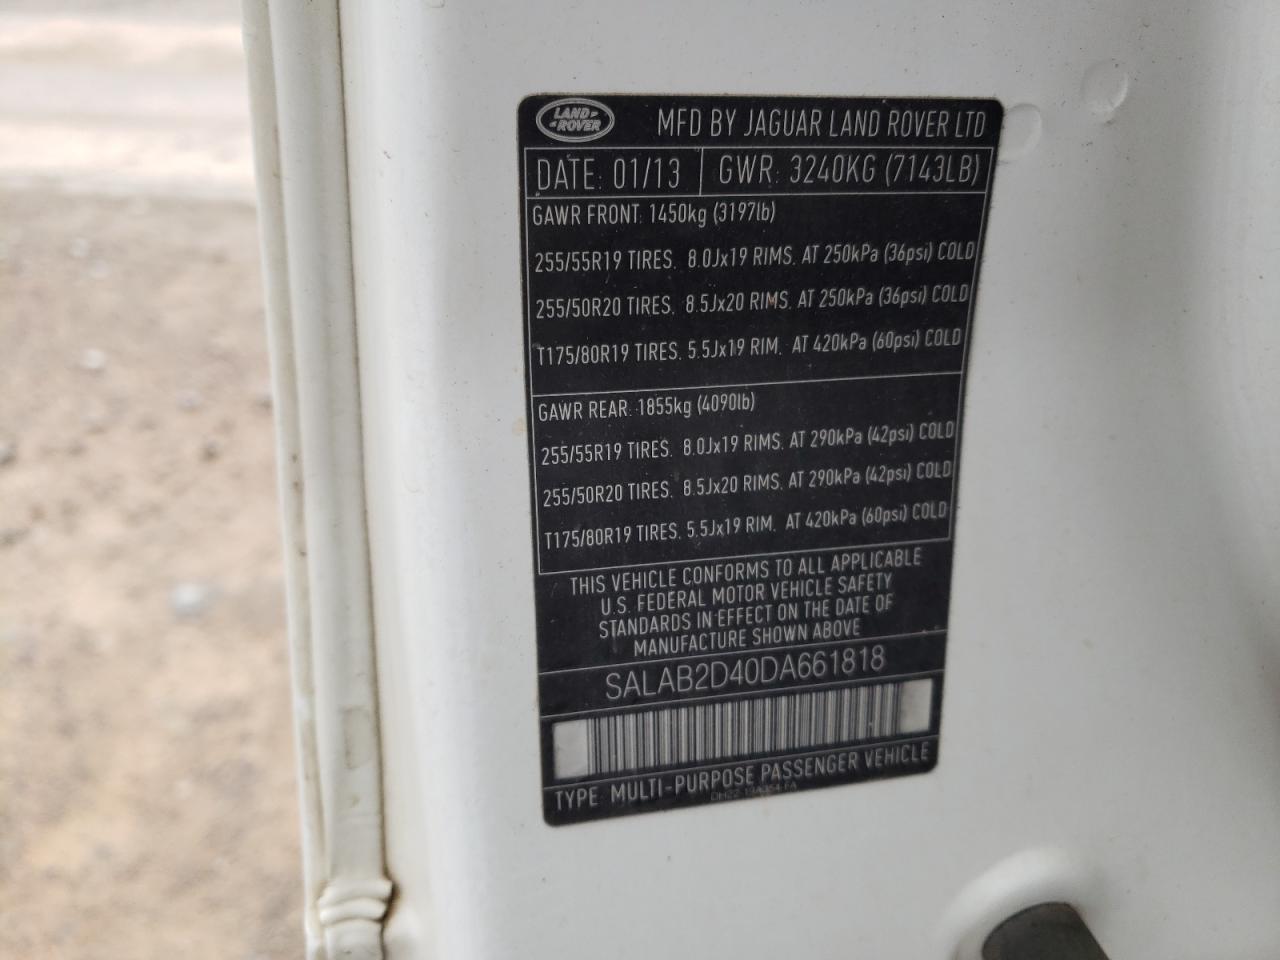 LAND ROVER
MFD BY JAGUAR LAND ROVER LTD
DATE: 01/13 GWR: 3240KG (7143LB)
GAWR FRONT: 1450kg (3197lb)
255/55R19 TIRES. 8.0Jx19 RIMS. AT 250kPa (36psi) COLD
255/50R20 TIRES. 8.5Jx20 RIMS. AT 250kPa (36psi) COLD
T175/80R19 TIRES. 5.5Jx19 RIM. AT 420kPa (60psi) COLD
GAWR REAR: 1855kg (4090lb)
255/55R19 TIRES. 8.0Jx19 RIMS. AT 290kPa (42psi) COLD
255/50R20 TIRES. 8.5Jx20 RIMS. AT 290kPa (42psi) COLD
T175/80R19 TIRES. 5.5Jx19 RIM. AT 420kPa (60psi) COLD
THIS VEHICLE CONFORMS TO ALL APPLICABLE
U.S. FEDERAL MOTOR VEHICLE SAFETY
STANDARDS IN EFFECT ON THE DATE OF
MANUFACTURE SHOWN ABOVE
SALAB2D40DA661818
TYPE: MULTI-PURPOSE PASSENGER VEHICLE